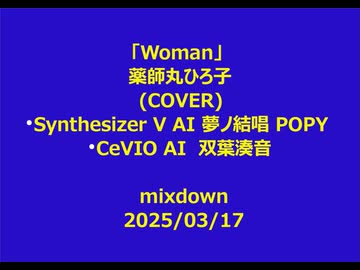 「Woman」
薬師丸ひろ子
(COVER)
•Synthesizer V AI 夢ノ結唱 POPY
•CeVIO AI 双葉湊音
mixdown
2025/03/17